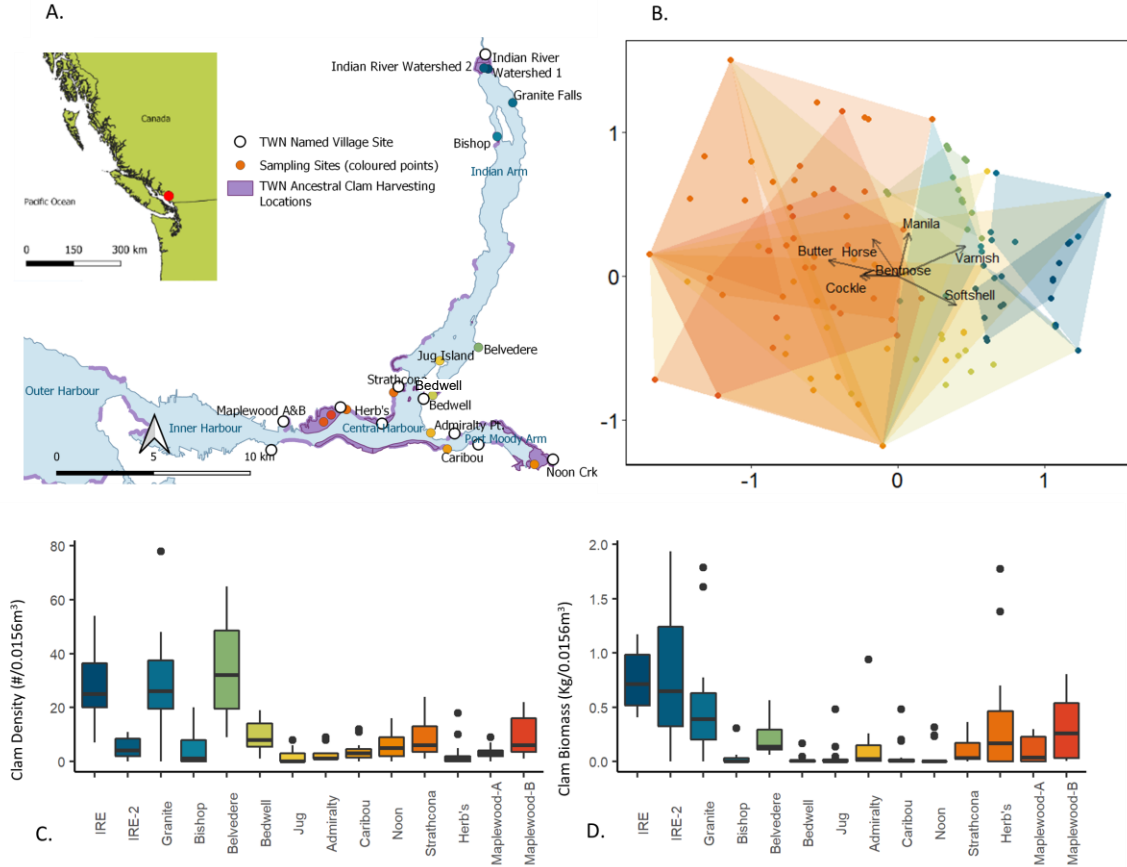 A.
Canada
Pacific Ocean
0 150 300 km
TWN Named Village Site
Sampling Sites (coloured points)
TWN Ancestral Clam Harvesting
Locations
Indian River Watershed 2
Indian River
Watershed 1
Granite Falls
Bishop
Indian Arm
Belvedere
Jug Island
Strathcona
Bedwell
Bedwell
Outer Harbour
Maplewood A&B
Herb's
Inner Harbour
Central Harbour
Admiralty Pt.
Port Moody Arm
Caribou
Noon Crk
0 5 10 km
B.
1
0
-1
Manila
Butter
Horse
Varnish
Bentnose
Cockle
Softshell
-1 0 1
Clam Density (#/0.0156m³)
80
60
40
20
0
IRE
IRE-2
Granite
Bishop
Belvedere
Bedwell
Jug
Admiralty
Caribou
Noon
Strathcona
Herb's
Maplewood-A
Maplewood-B
C.
Clam Biomass (Kg/0.0156m³)
2.0
1.5
1.0
0.5
0.0
IRE
IRE-2
Granite
Bishop
Belvedere
Bedwell
Jug
Admiralty
Caribou
Noon
Strathcona
Herb's
Maplewood-A
Maplewood-B
D.